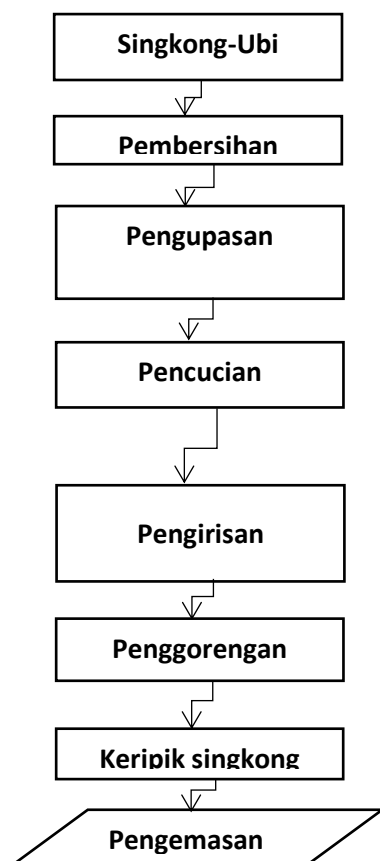 Singkong-Ubi
Pembersihan
Pengupasan
Pencucian
Pengirisan
Penggorengan
Keripik singkong
Pengemasan